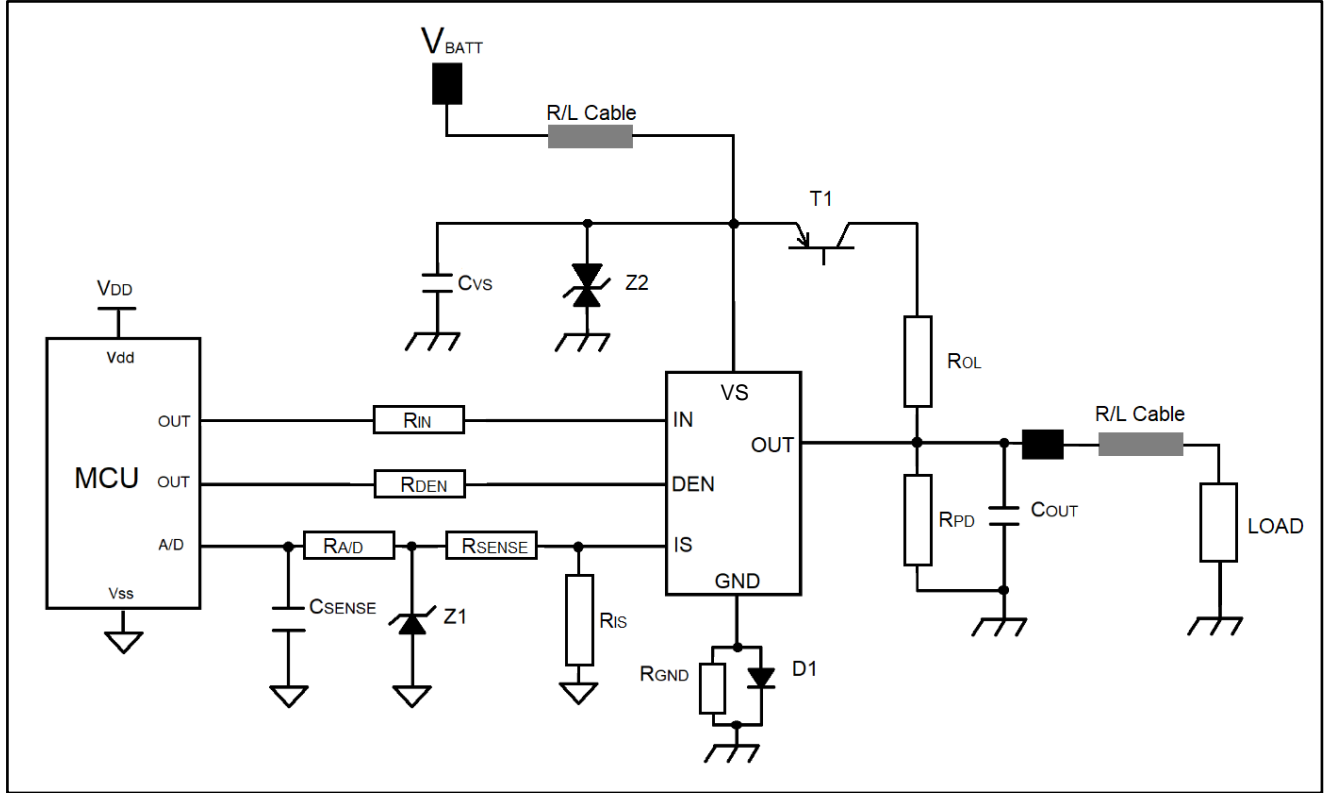 VBATT
R/L Cable
T1
CVS
Z2
VDD
Vdd
ROL
VS
R/L Cable
OUT
RIN
IN
OUT
MCU
OUT
RDEN
DEN
RPD
COUT
LOAD
A/D
RA/D
RSENSE
IS
GND
Vss
CSENSE
Z1
RIS
RGND
D1